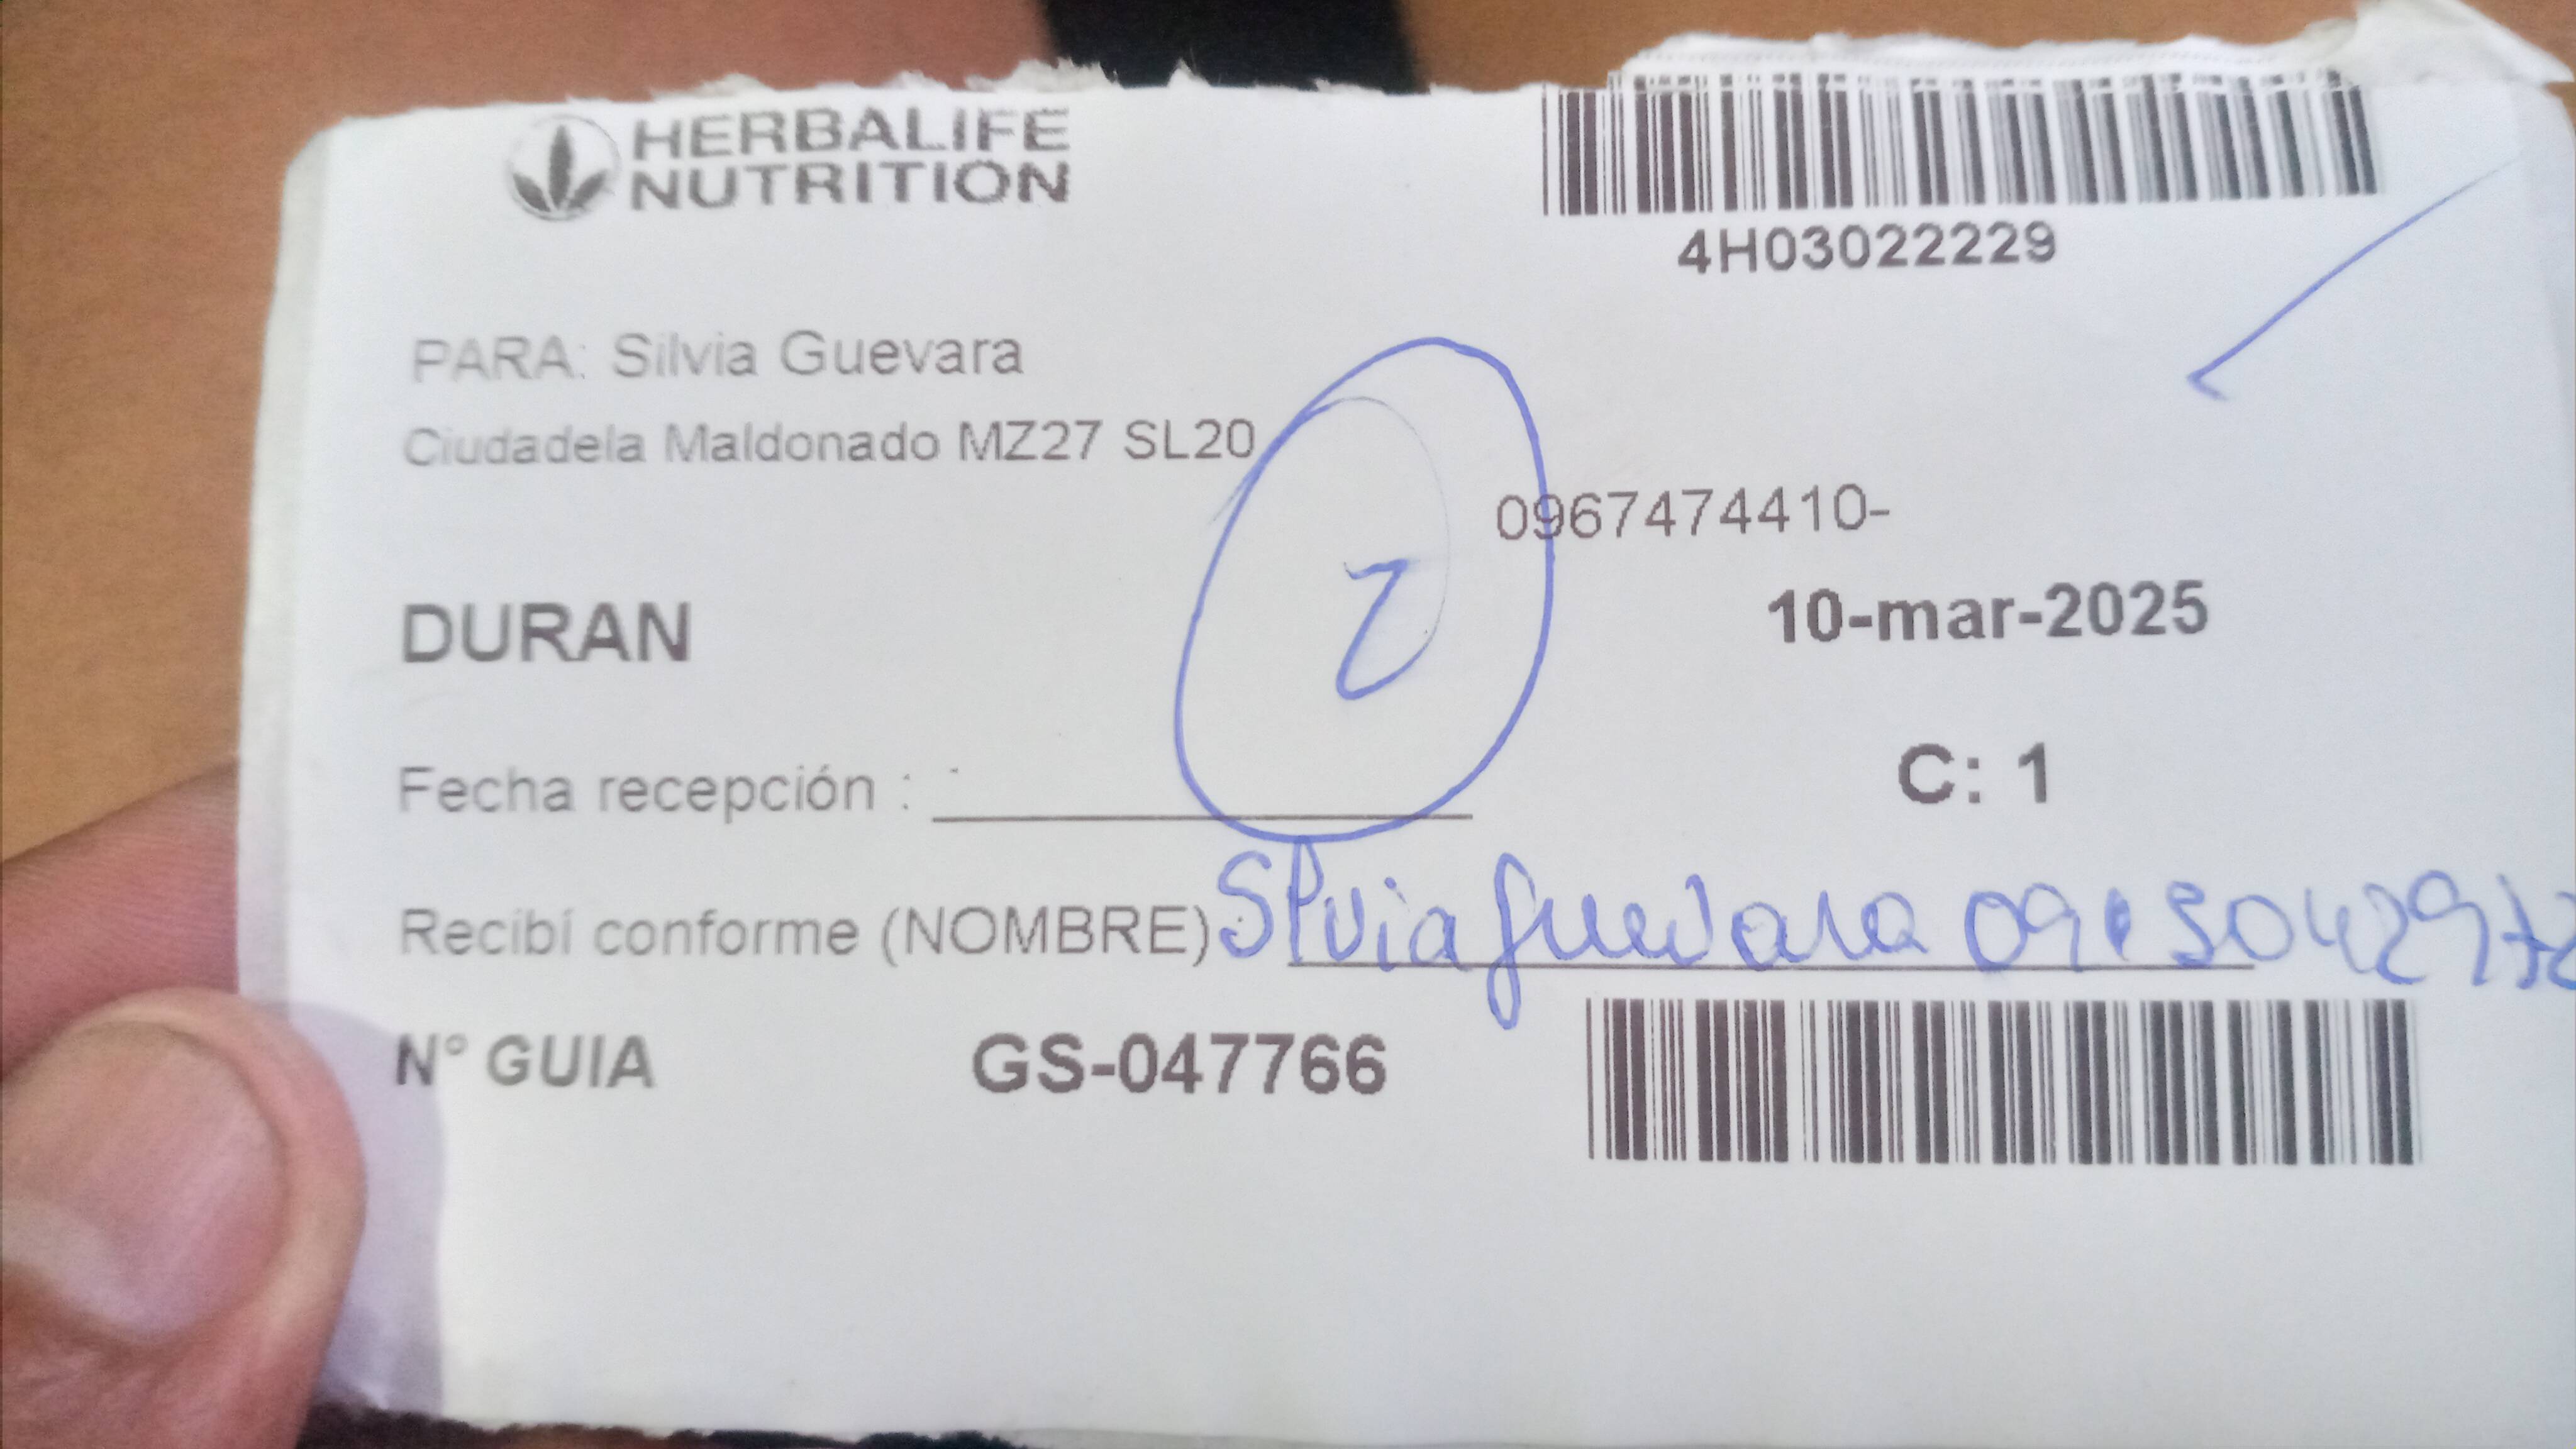 HERBALIFE
NUTRITION
4H03022229
PARA: Silvia Guevara
Ciudadela Maldonado MZ27 SL20
0967474410-
2
DURAN
10-mar-2025
Fecha recepción :
C: 1
Recibí conforme (NOMBRE): Silvia Guevara
N° GUIA GS-047766